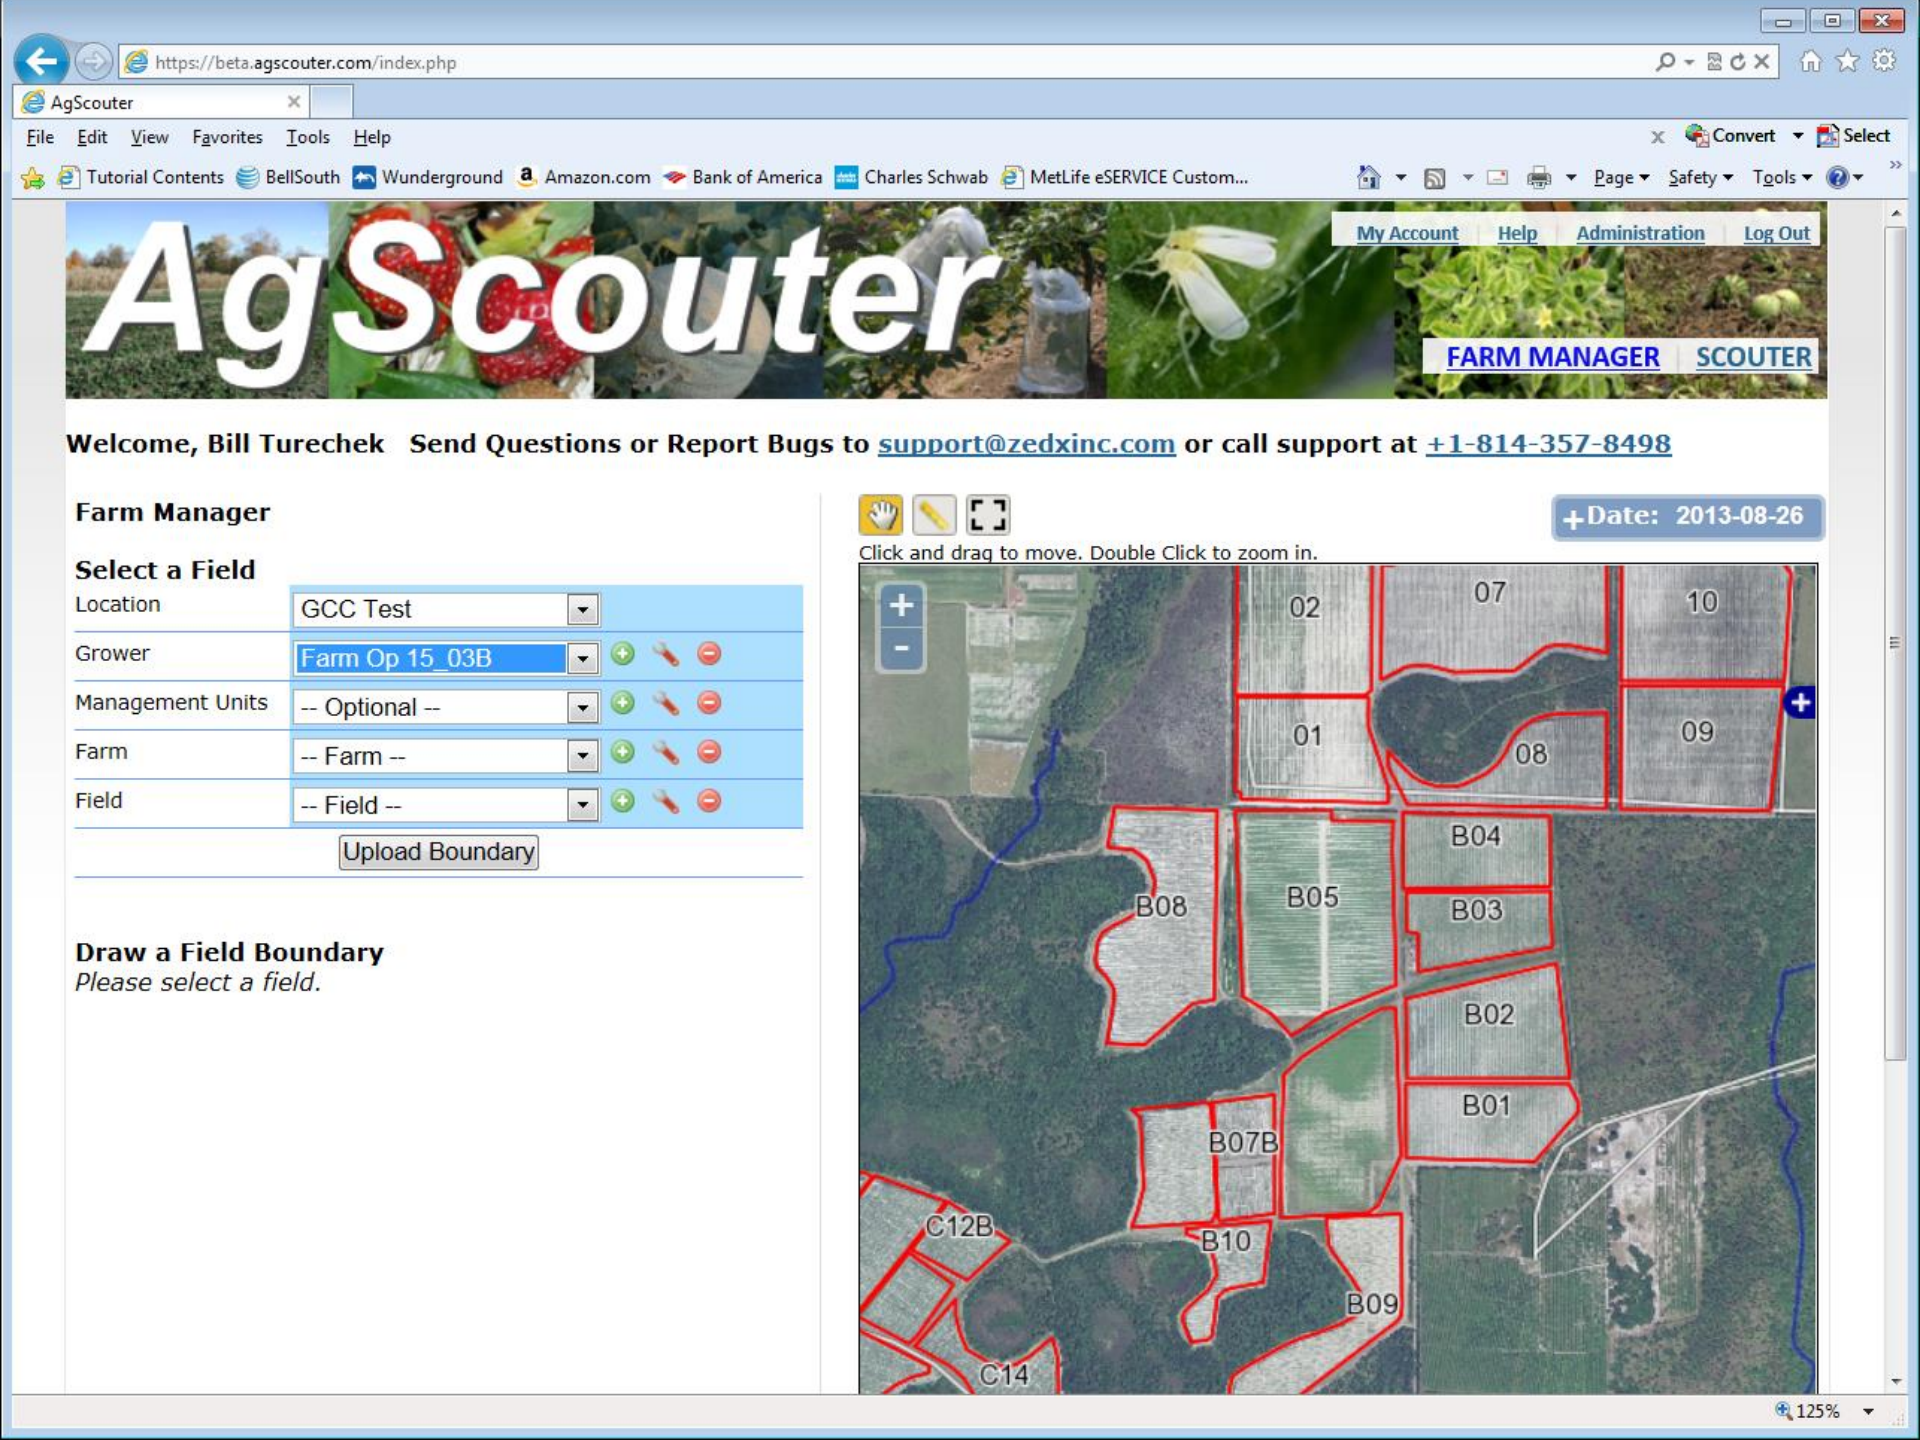 https://beta.agscouter.com/index.php
AgScouter
File Edit View Favorites Tools Help
x Convert Select
Tutorial Contents BellSouth Wunderground Amazon.com Bank of America Charles Schwab MetLife eSERVICE Custom... Page Safety Tools
AgScouter
My Account Help Administration Log Out
FARM MANAGER SCOUTER
Welcome, Bill Turechek Send Questions or Report Bugs to support@zedxinc.com or call support at +1-814-357-8498
Farm Manager
+Date: 2013-08-26
Click and drag to move. Double Click to zoom in.
Select a Field
Location GCC Test
Grower Farm Op 15_03B
Management Units -- Optional --
Farm -- Farm --
Field -- Field --
Upload Boundary
Draw a Field Boundary
Please select a field.
+
-
02
07
10
+
01
08
09
B04
B05
B08
B03
B02
B01
B07B
C12B
B10
B09
C14
125%